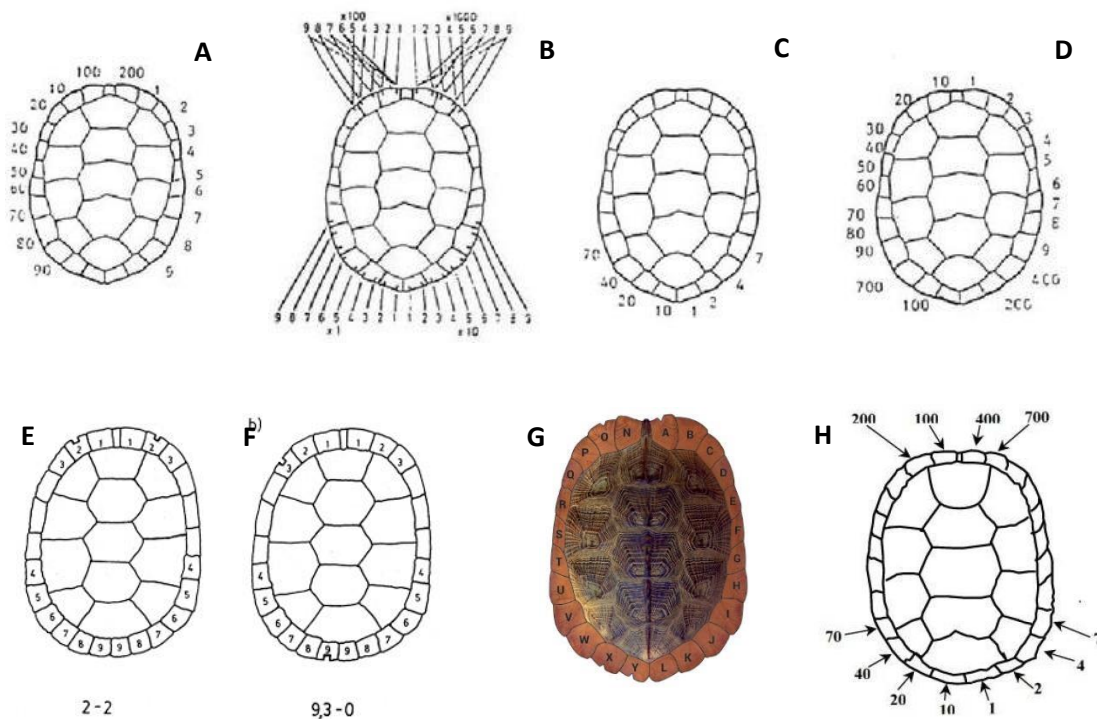 A
100 200
10 1
20 2
30 3
40 4
50 5
60 6
70 7
80 8
90 9
B
x100 x1000
9 8 7 6 5 4 3 2 1 1 2 3 4 5 6 7 8 9
9 8 7 6 5 4 3 2 1 1 2 3 4 5 6 7 8 9
x1 x10
C
70 7
40 4
20 2
10 1
D
10 1
20 2
30 3
40 4
50 5
60 6
70 7
80 8
90 9
700 400
100 200
E
3 2 1 1 2 3
4 4
5 5
6 6
7 8 9 9 8 7
2-2
b)
F
3 2 1 1 2 3
4 4
5 5
6 6
7 8 9 9 8 7
9,3-0
G
O N A B
P C
Q D
R E
S F
T G
U H
V I
W J
X Y L K
H
200 100 400 700
70 7
40 4
20 10 1 2